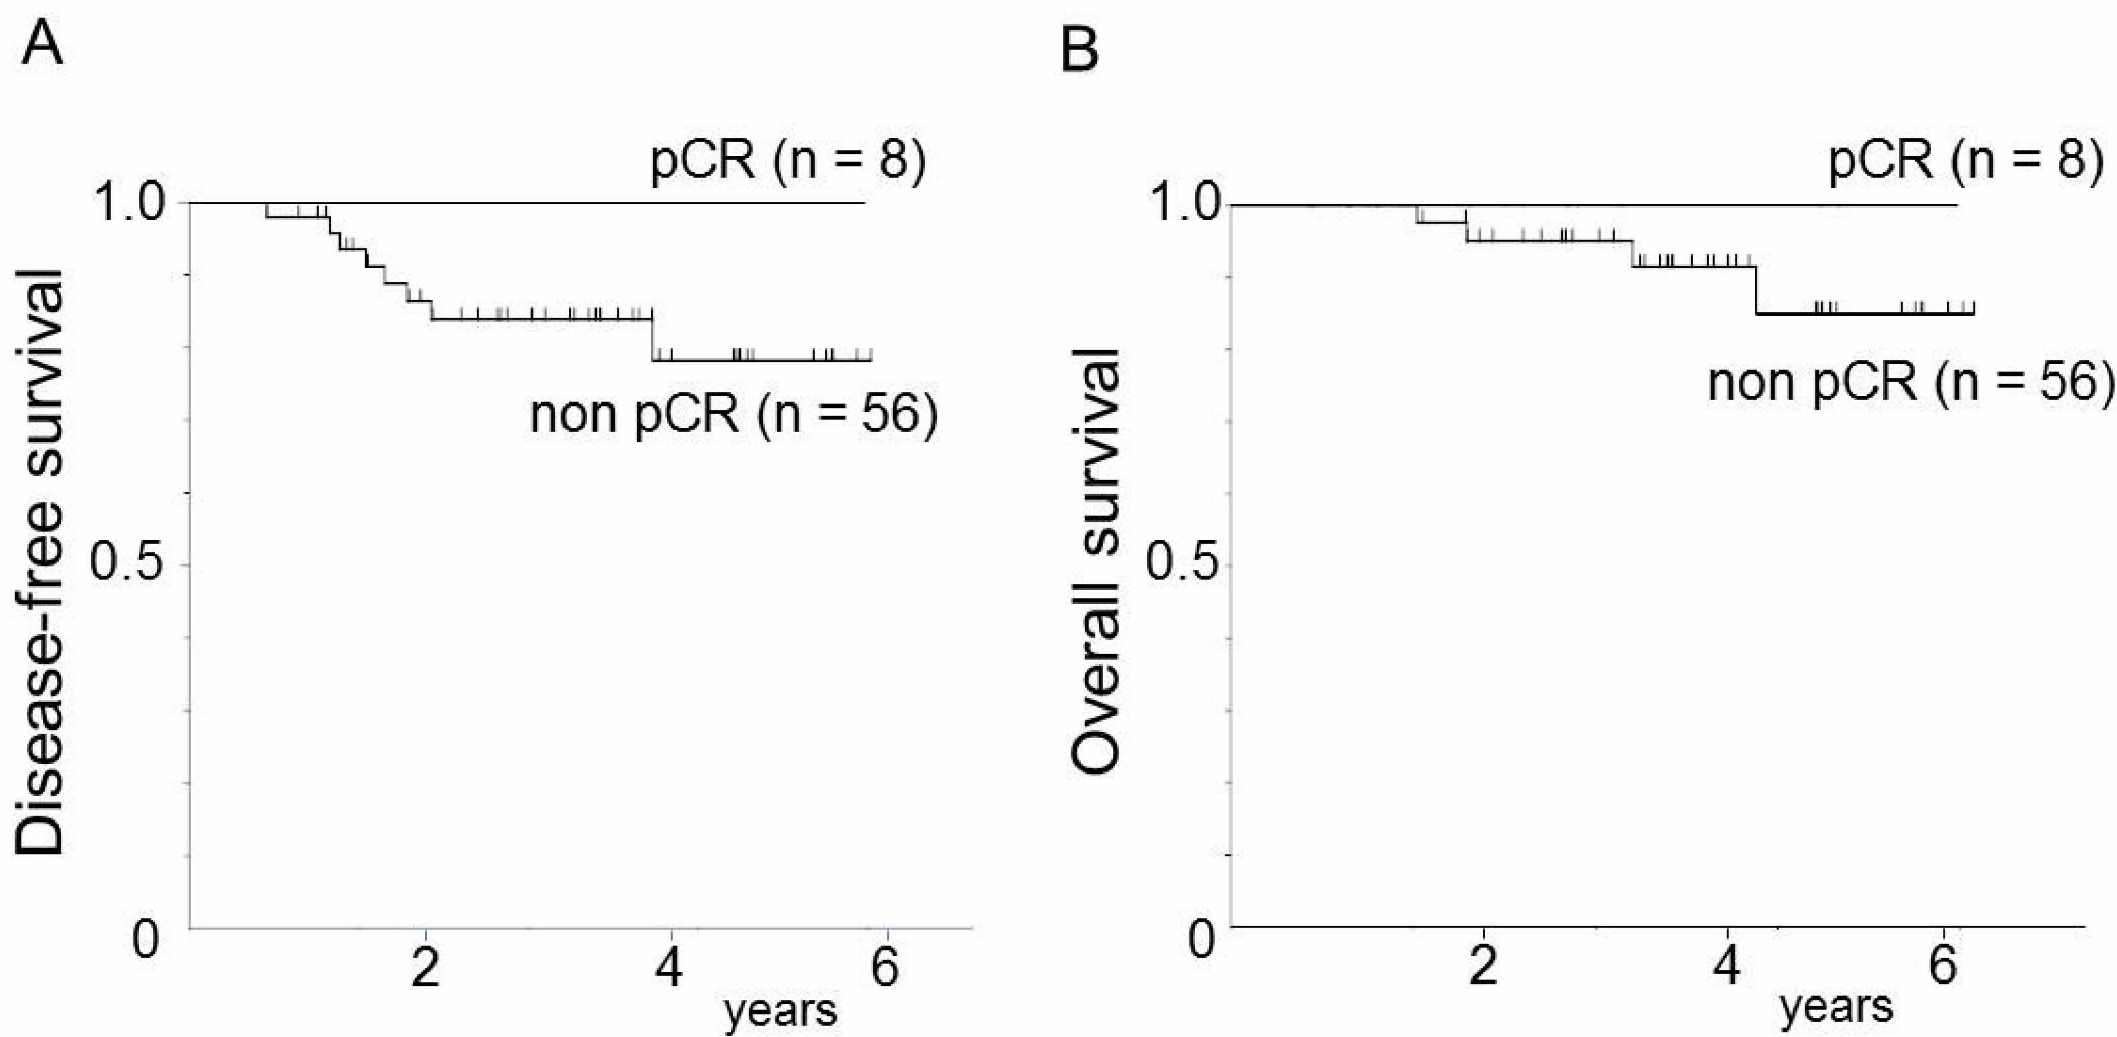 A
pCR (n = 8)
1.0
0.5
0
Disease-free survival
non pCR (n = 56)
2 4 6
years
B
pCR (n = 8)
1.0
0.5
0
Overall survival
non pCR (n = 56)
2 4 6
years